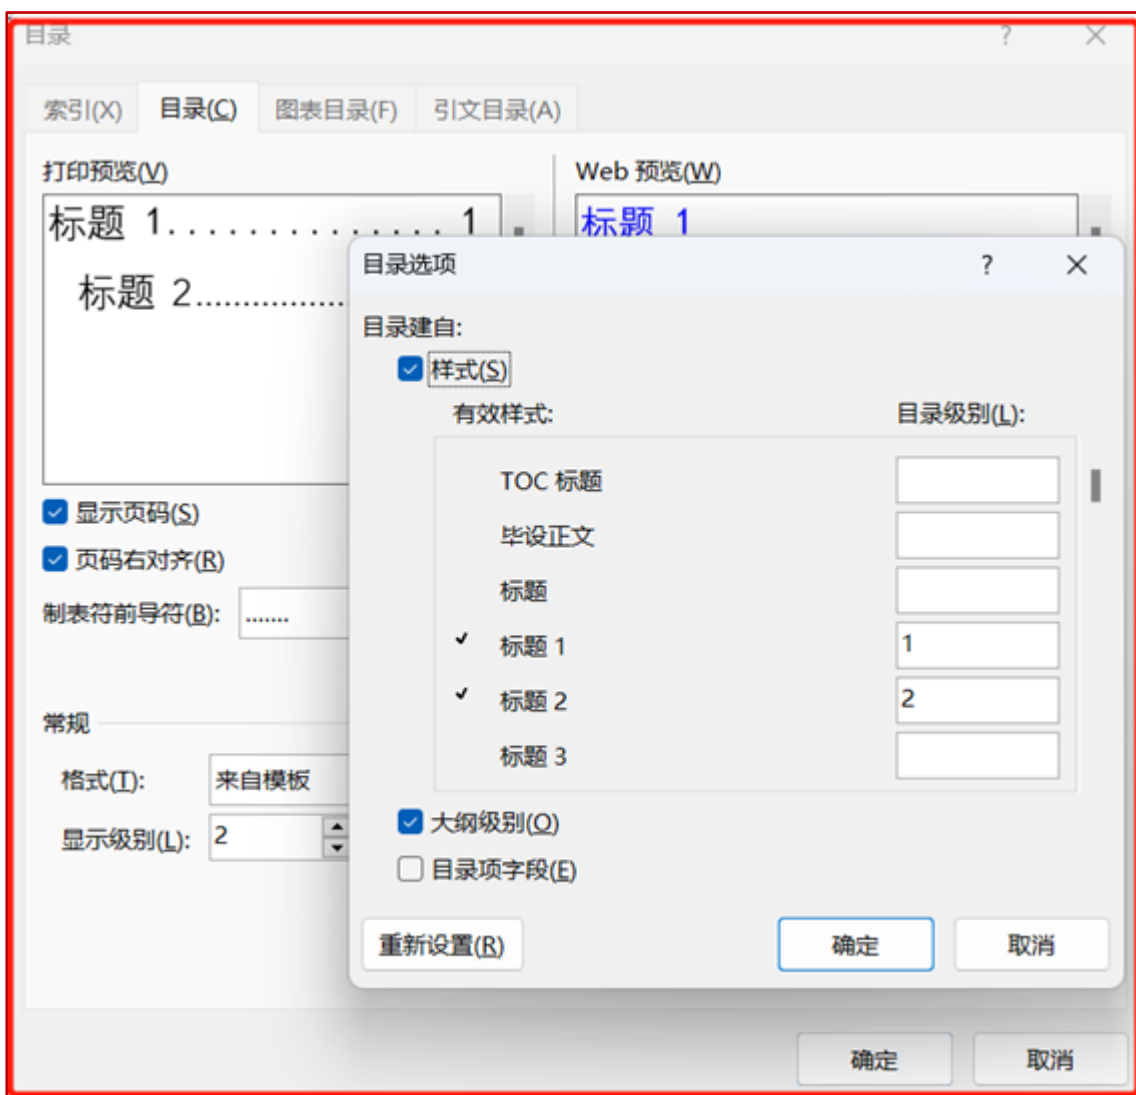 目录
?
索引(X) 目录(C) 图表目录(F) 引文目录(A)
打印预览(V)
标题 1..............1
标题 2................
Web 预览(W)
标题 1
显示页码(S)
页码右对齐(R)
制表符前导符(B): .......
常规
格式(T): 来自模板
显示级别(L): 2
目录选项
?
目录建自:
样式(S)
有效样式: 目录级别(L):
TOC 标题
毕设正文
标题
标题 1 1
标题 2 2
标题 3
大纲级别(O)
目录项字段(E)
重新设置(R) 确定 取消
确定 取消